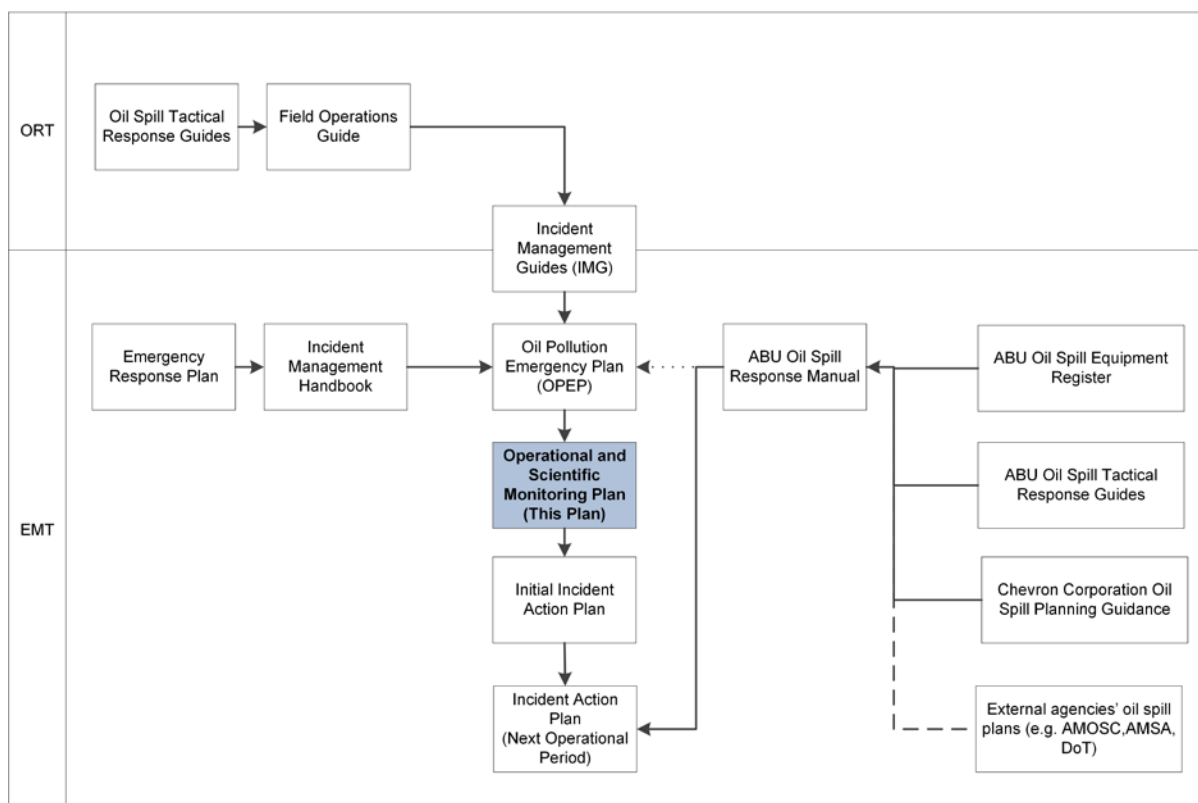 ORT
Oil Spill Tactical
Response Guides
Field Operations
Guide
Incident
Management
Guides (IMG)
EMT
Emergency
Response Plan
Incident
Management
Handbook
Oil Pollution
Emergency Plan
(OPEP)
ABU Oil Spill
Response Manual
ABU Oil Spill Equipment
Register
Operational and
Scientific
Monitoring Plan
(This Plan)
ABU Oil Spill Tactical
Response Guides
Initial Incident
Action Plan
Chevron Corporation Oil
Spill Planning Guidance
Incident Action
Plan
(Next Operational
Period)
External agencies' oil spill
plans (e.g. AMOSC,AMSA,
DoT)